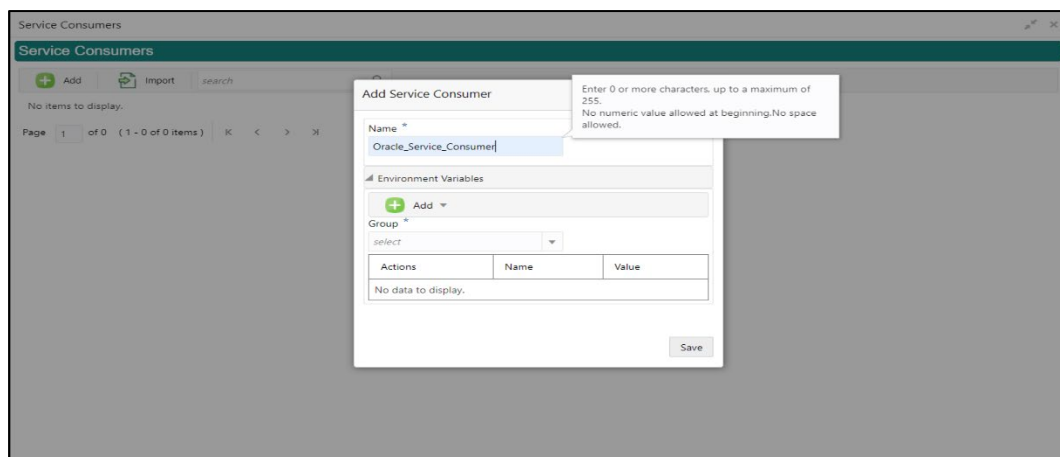 Service Consumers
Service Consumers
Add Import search
No items to display.
Page 1 of 0 (1 - 0 of 0 items)
Add Service Consumer
Enter 0 or more characters, up to a maximum of
255.
No numeric value allowed at beginning.No space
allowed.
Name *
Oracle_Service_Consumer
Environment Variables
Add
Group *
select
Actions Name Value
No data to display.
Save